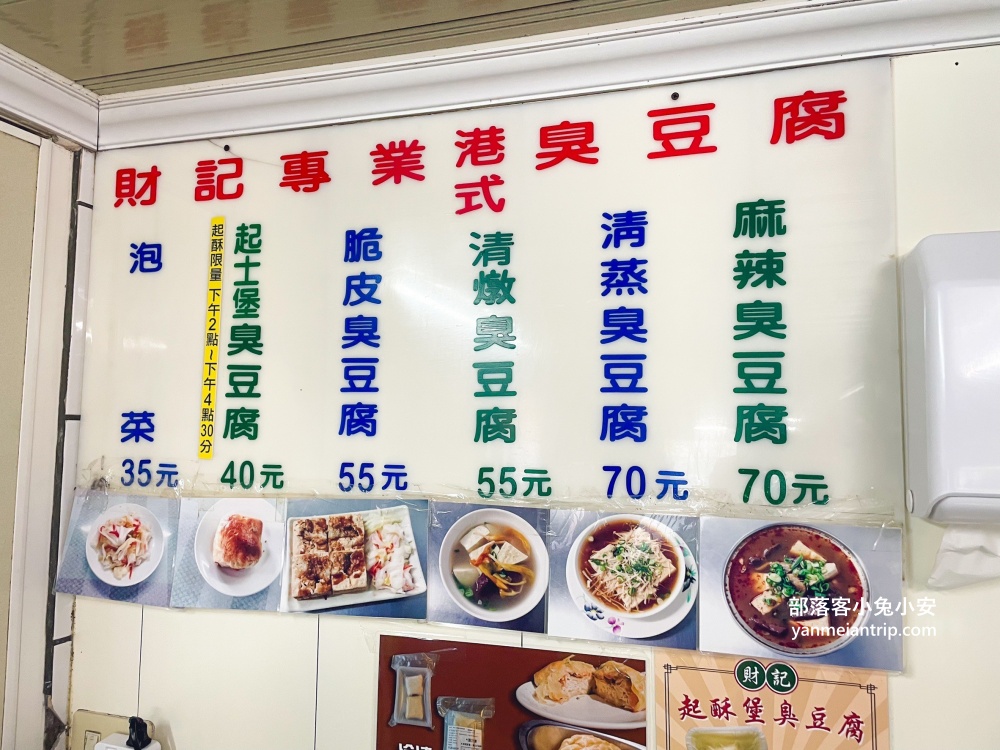 財記專業港式臭豆腐
麻辣臭豆腐
70元
清蒸臭豆腐
70元
清燉臭豆腐
55元
脆皮臭豆腐
55元
起士堡臭豆腐
40元
起酥限量 下午2點~下午4點30分
泡菜
35元
部落客小兔小安
yanmeiantrip.com
財記
起酥堡臭豆腐